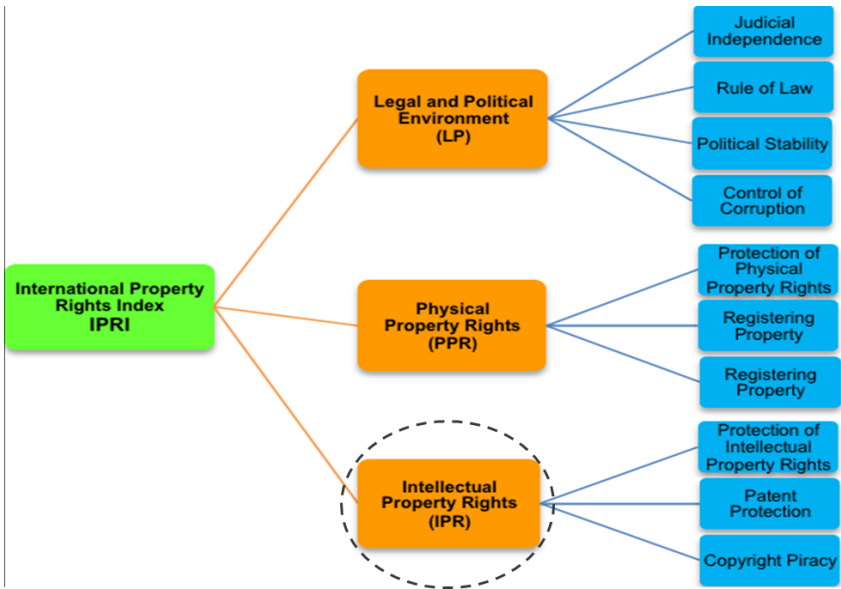 International Property
Rights Index
IPRI
Legal and Political
Environment
(LP)
Judicial
Independence
Rule of Law
Political Stability
Control of
Corruption
Physical
Property Rights
(PPR)
Protection of
Physical
Property Rights
Registering
Property
Registering
Property
Intellectual
Property Rights
(IPR)
Protection of
Intellectual
Property Rights
Patent
Protection
Copyright Piracy